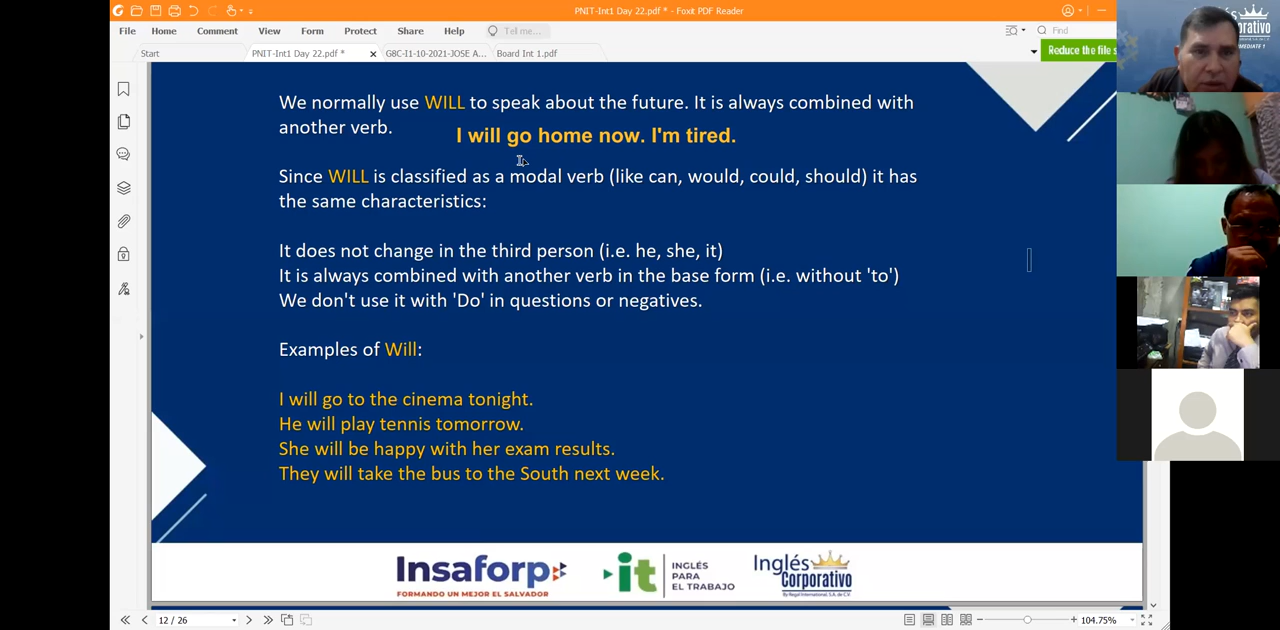 PNIT-Int1 Day 22.pdf * - Foxit PDF Reader
File Home Comment View Form Protect Share Help Tell me... Find
Start PNIT-Int1 Day 22.pdf * G8C-I1-10-2021-JOSE A... Board Int 1.pdf
Reduce the file s
Inglés
EDIATE 1
We normally use WILL to speak about the future. It is always combined with
another verb.
I will go home now. I'm tired.
Since WILL is classified as a modal verb (like can, would, could, should) it has
the same characteristics:
It does not change in the third person (i.e. he, she, it)
It is always combined with another verb in the base form (i.e. without 'to')
We don't use it with 'Do' in questions or negatives.
Examples of Will:
I will go to the cinema tonight.
He will play tennis tomorrow.
She will be happy with her exam results.
They will take the bus to the South next week.
Insaforp
FORMANDO UN MEJOR EL SALVADOR
it
INGLÉS
PARA
EL TRABAJO
Inglés
Corporativo
By Regal International, S.A. de C.V
12 / 26
104.75%